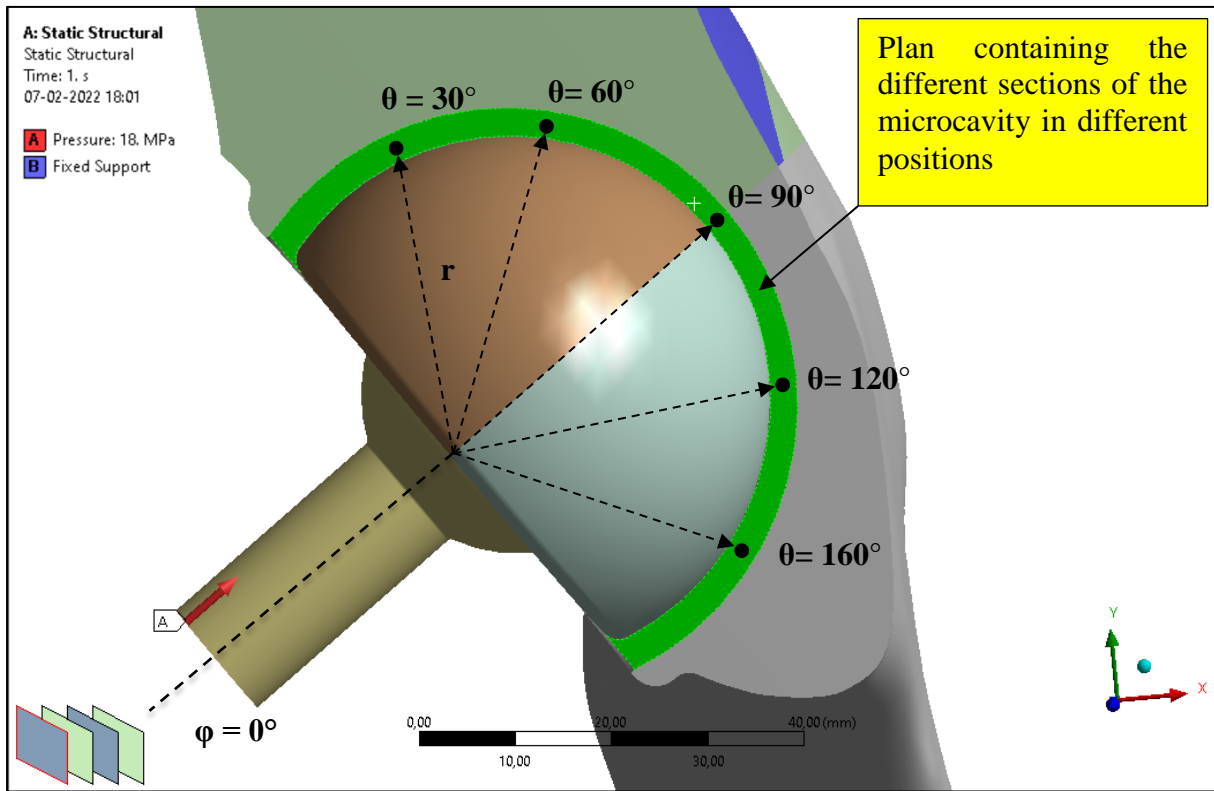 A: Static Structural
Static Structural
Time: 1. s
07-02-2022 18:01
A Pressure: 18. MPa
B Fixed Support
Plan containing the
different sections of the
microcavity in different
positions
θ = 30°
θ= 60°
θ= 90°
r
θ= 120°
θ= 160°
A
φ = 0°
0,00 20,00 40,00 (mm)
10,00 30,00
Y
X